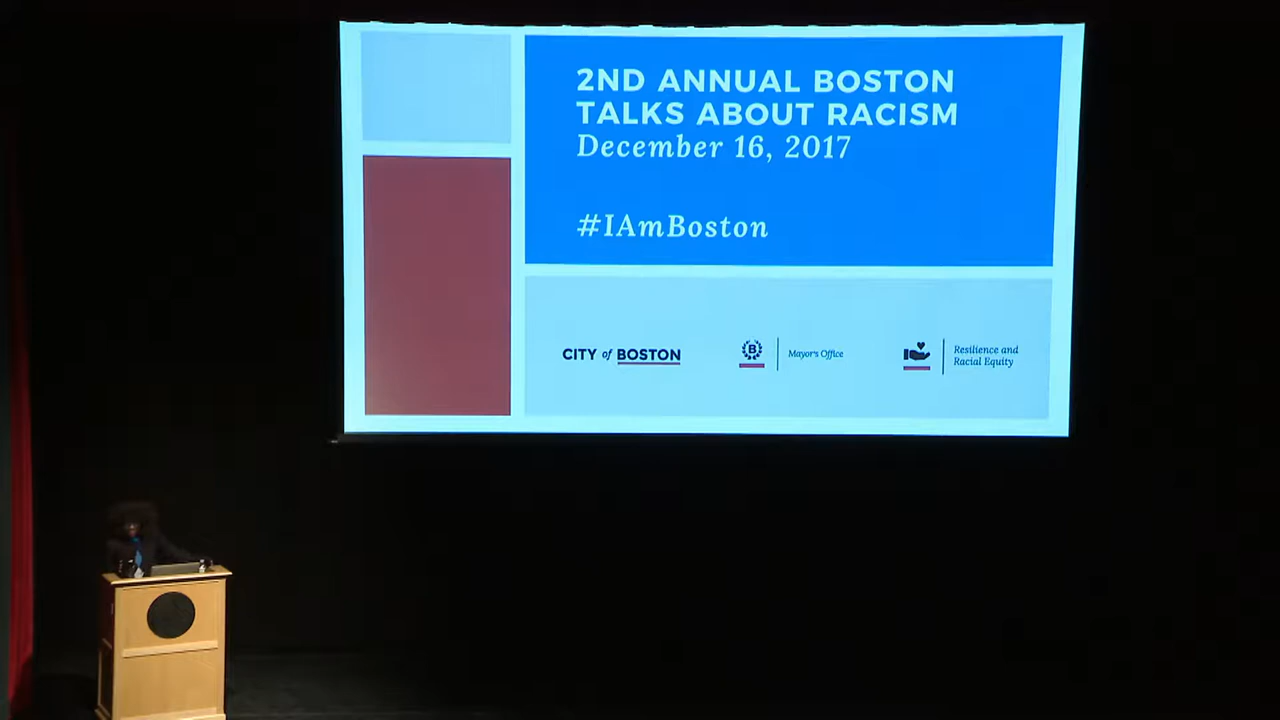 2ND ANNUAL BOSTON
TALKS ABOUT RACISM
December 16, 2017
#IAmBoston
CITY of BOSTON
B
Mayor's Office
Resilience and
Racial Equity